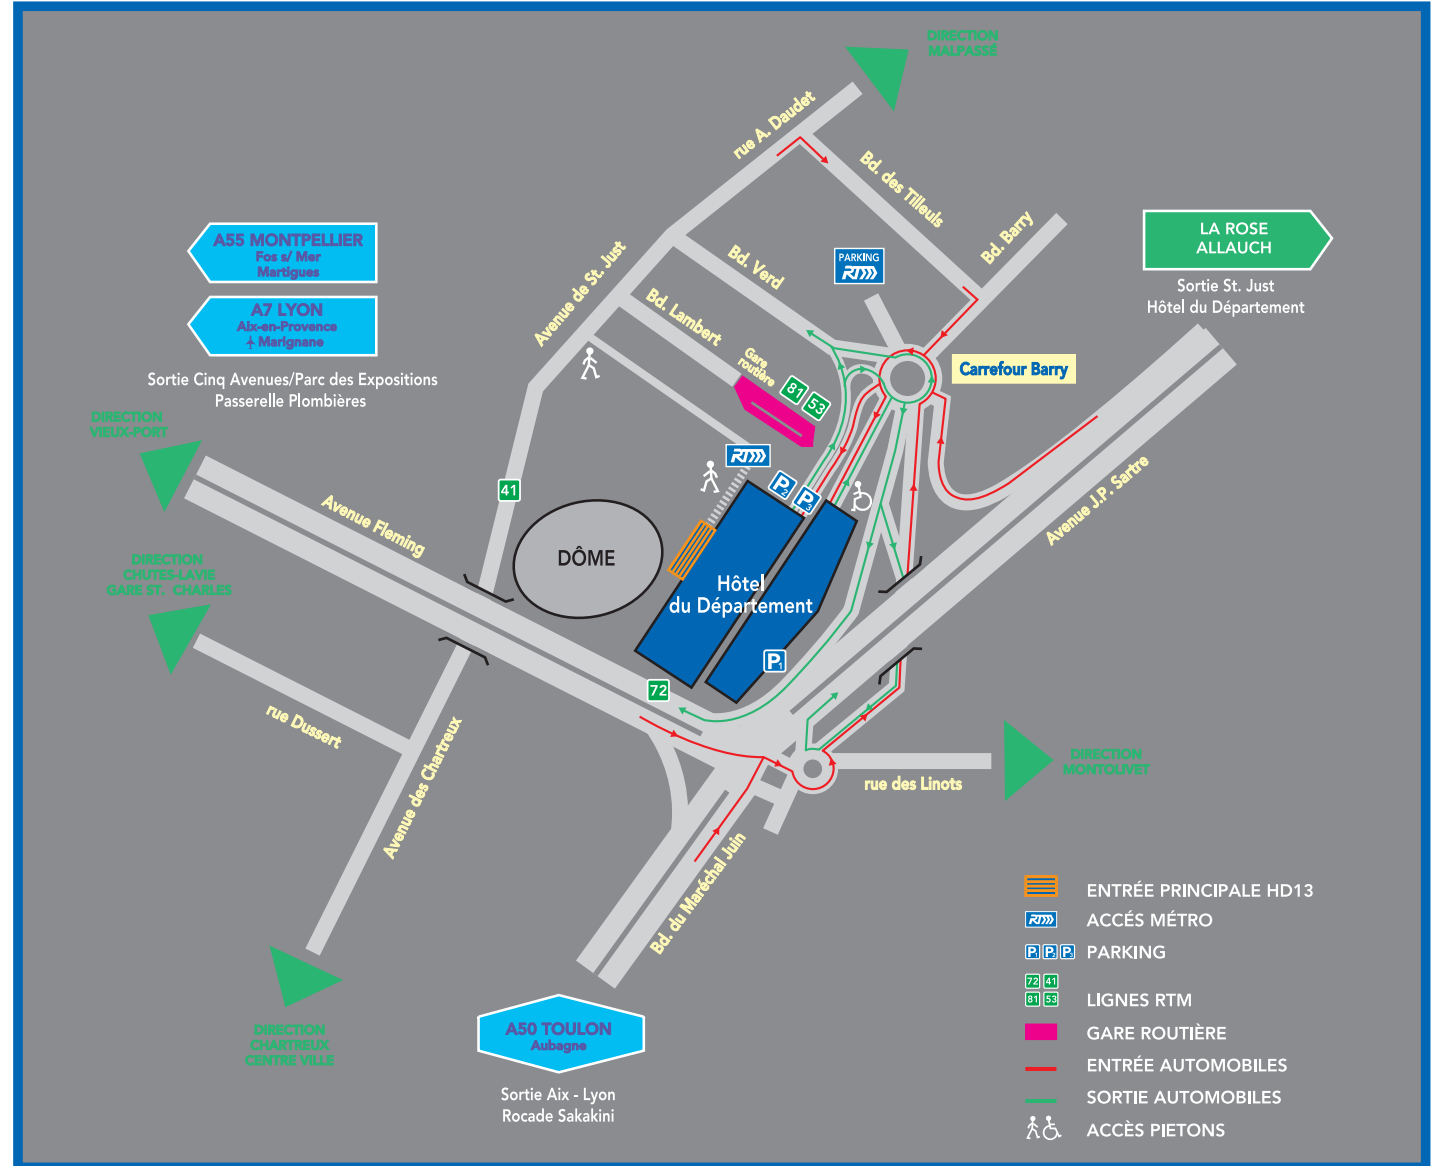 DIRECTION
MALPASSÉ
rue A. Daudet
Bd. des Tilleuls
Bd. Barry
LA ROSE
ALLAUCH
Sortie St. Just
Hôtel du Département
A55 MONTPELLIER
Fos s/ Mer
Martigues
A7 LYON
Aix-en-Provence
Marignane
Sortie Cinq Avenues/Parc des Expositions
Passerelle Plombières
Avenue de St. Just
Bd. Verd
PARKING
RTM
Bd. Lambert
Gare
routière
81
53
Carrefour Barry
DIRECTION
VIEUX-PORT
RTM
P2
P3
41
Avenue Fleming
Avenue J.P. Sartre
DIRECTION
CHUTES-LAVIE
GARE ST. CHARLES
DÔME
Hôtel
du Département
P1
72
rue Dussert
Avenue des Chartreux
rue des Linots
DIRECTION
MONTOLIVET
Bd. du Maréchal Juin
DIRECTION
CHARTREUX
CENTRE VILLE
A50 TOULON
Aubagne
Sortie Aix - Lyon
Rocade Sakakini
ENTRÉE PRINCIPALE HD13
RTM ACCÉS MÉTRO
P1 P2 P3 PARKING
72 41
81 53 LIGNES RTM
GARE ROUTIÈRE
ENTRÉE AUTOMOBILES
SORTIE AUTOMOBILES
ACCÈS PIETONS